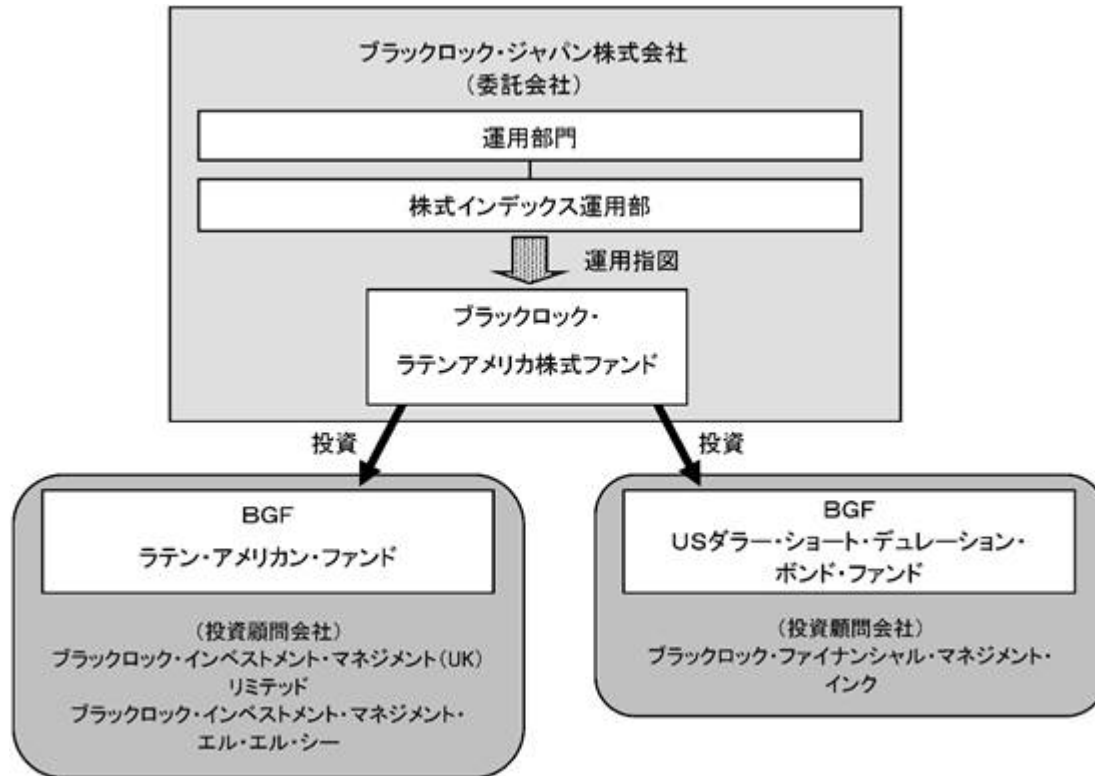 ブラックロック・ジャパン株式会社
(委託会社)
運用部門
株式インデックス運用部
運用指図
ブラックロック・
ラテンアメリカ株式ファンド
投資
投資
BGF
ラテン・アメリカン・ファンド
(投資顧問会社)
ブラックロック・インベストメント・マネジメント(UK)
リミテッド
ブラックロック・インベストメント・マネジメント・
エル・エル・シー
BGF
USダラー・ショート・デュレーション・
ボンド・ファンド
(投資顧問会社)
ブラックロック・ファイナンシャル・マネジメント・
インク